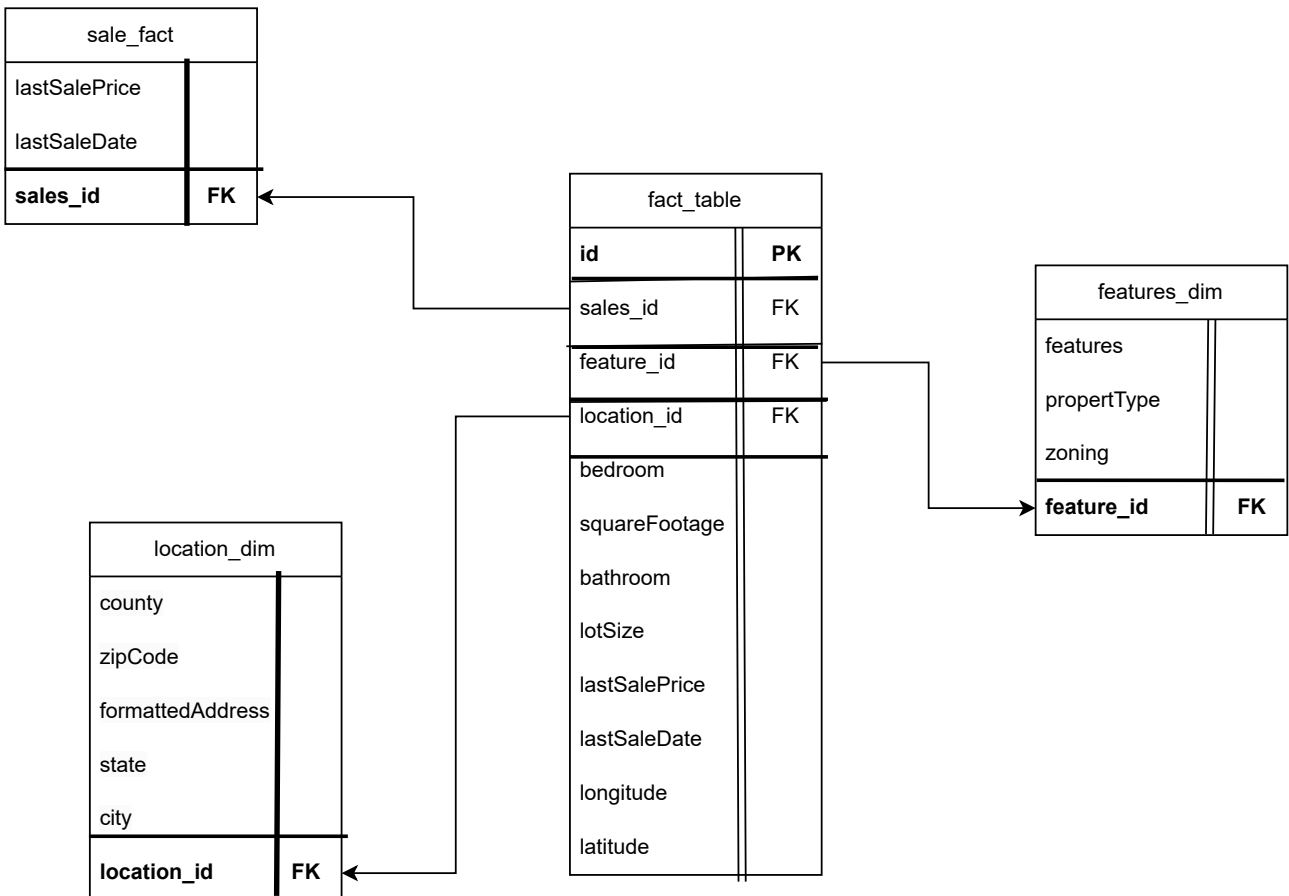 sale_fact
lastSalePrice
lastSaleDate
sales_id FK
fact_table
id PK
sales_id FK
feature_id FK
location_id FK
bedroom
squareFootage
bathroom
lotSize
lastSalePrice
lastSaleDate
longitude
latitude
features_dim
features
propertType
zoning
feature_id FK
location_dim
county
zipCode
formattedAddress
state
city
location_id FK